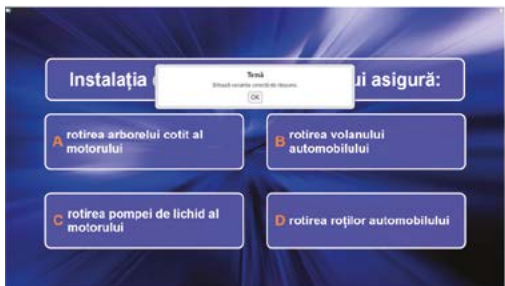 Temă
OK
Instalația ui asigură:
A rotirea arborelui cotit al
motorului
B rotirea volanului
automobilului
C rotirea pompei de lichid al
motorului
D rotirea roților automobilului